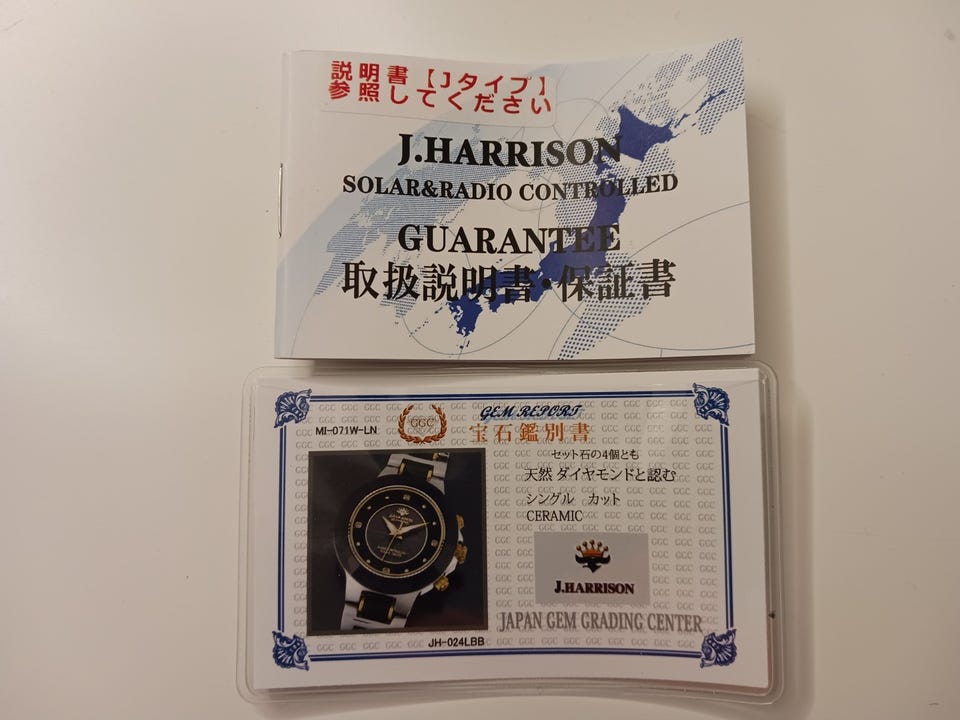 説明書【Jタイプ】
参照してください
J.HARRISON
SOLAR&RADIO CONTROLLED
GUARANTEE
取扱説明書・保証書
GEM REPORT
MI-071W-LN
GGC
宝石鑑別書
セット石の4個とも
天然 ダイヤモンドと認む
シングル カット
CERAMIC
J.HARRISON
JAPAN GEM GRADING CENTER
JH-024LBB